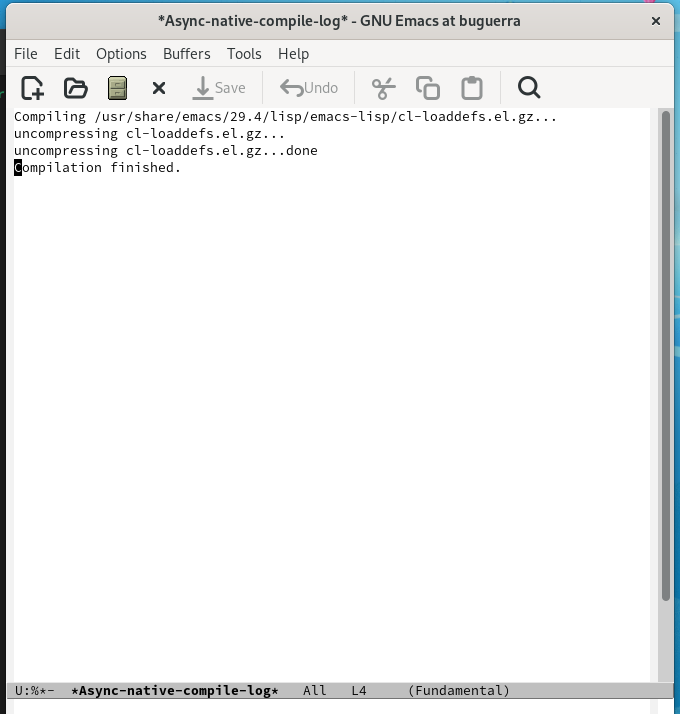 *Async-native-compile-log* - GNU Emacs at buguerra
File Edit Options Buffers Tools Help
Save Undo
Compiling /usr/share/emacs/29.4/lisp/emacs-lisp/cl-loaddefs.el.gz...
uncompressing cl-loaddefs.el.gz...
uncompressing cl-loaddefs.el.gz...done
Compilation finished.
U:%*-  *Async-native-compile-log*   All   L4     (Fundamental)